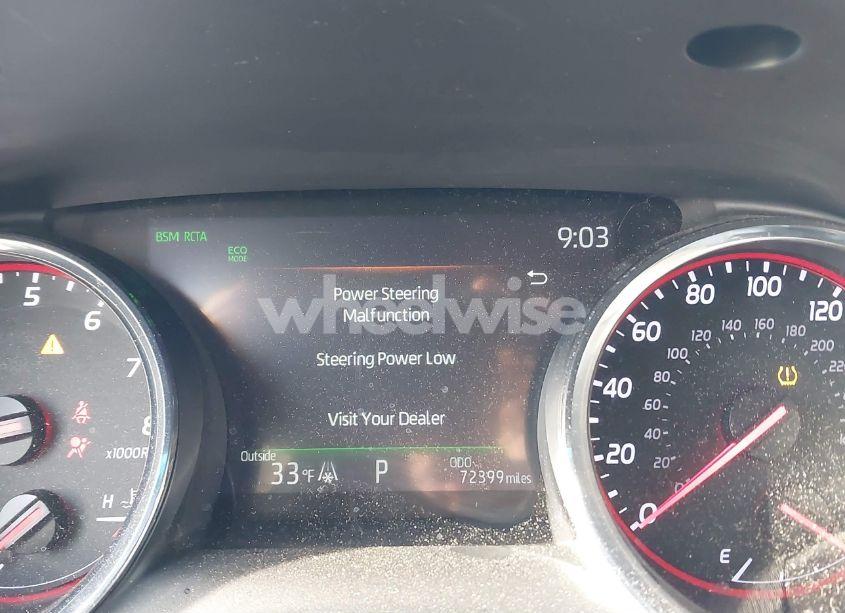 BSM RCTA
ECO
MODE
9:03
Power Steering
Malfunction
Steering Power Low
Visit Your Dealer
Outside
33°F
P
ODO
72399 miles
wheelwise
5
6
7
8
x1000R
H
0
20
40
60
80
100
120
0
20
40
60
80
100
120
140
160
180
200
220
E